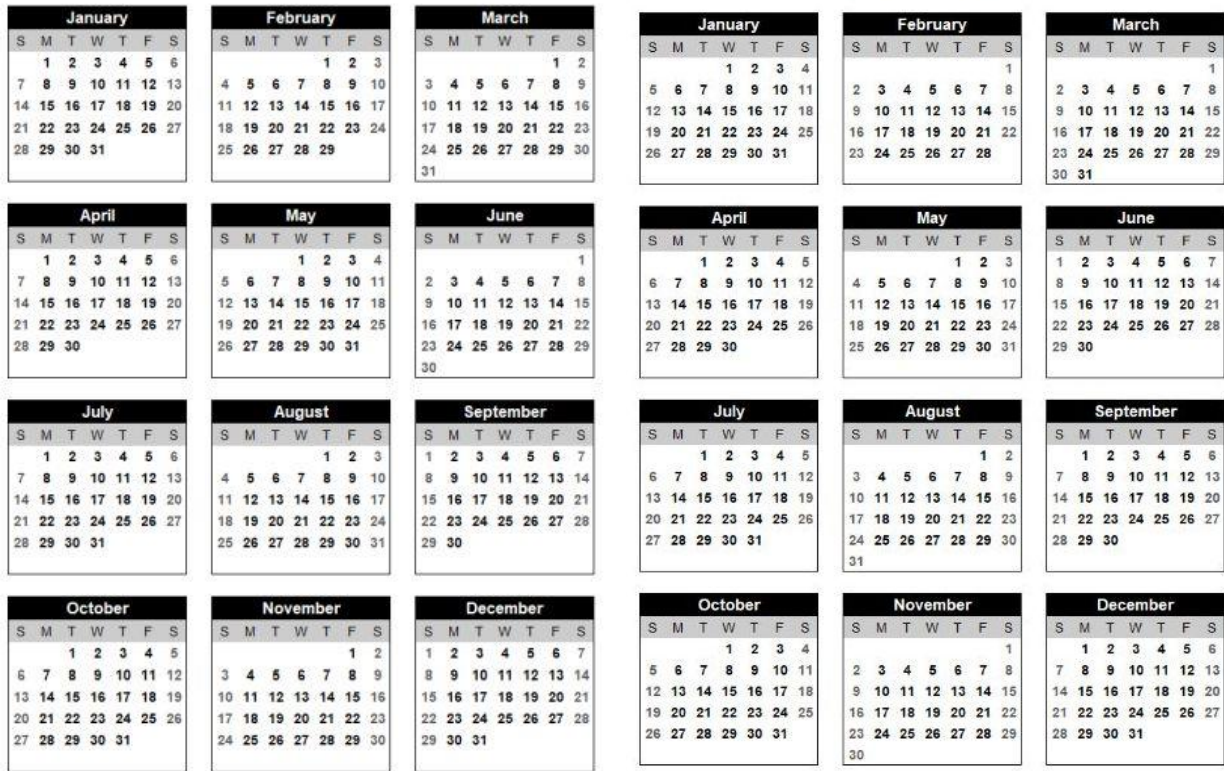 January
S M T W T F S
1 2 3 4 5 6
7 8 9 10 11 12 13
14 15 16 17 18 19 20
21 22 23 24 25 26 27
28 29 30 31
February
S M T W T F S
1 2 3
4 5 6 7 8 9 10
11 12 13 14 15 16 17
18 19 20 21 22 23 24
25 26 27 28 29
March
S M T W T F S
1 2
3 4 5 6 7 8 9
10 11 12 13 14 15 16
17 18 19 20 21 22 23
24 25 26 27 28 29 30
31
April
S M T W T F S
1 2 3 4 5 6
7 8 9 10 11 12 13
14 15 16 17 18 19 20
21 22 23 24 25 26 27
28 29 30
May
S M T W T F S
1 2 3 4
5 6 7 8 9 10 11
12 13 14 15 16 17 18
19 20 21 22 23 24 25
26 27 28 29 30 31
June
S M T W T F S
1
2 3 4 5 6 7 8
9 10 11 12 13 14 15
16 17 18 19 20 21 22
23 24 25 26 27 28 29
30
July
S M T W T F S
1 2 3 4 5 6
7 8 9 10 11 12 13
14 15 16 17 18 19 20
21 22 23 24 25 26 27
28 29 30 31
August
S M T W T F S
1 2 3
4 5 6 7 8 9 10
11 12 13 14 15 16 17
18 19 20 21 22 23 24
25 26 27 28 29 30 31
September
S M T W T F S
1 2 3 4 5 6 7
8 9 10 11 12 13 14
15 16 17 18 19 20 21
22 23 24 25 26 27 28
29 30
October
S M T W T F S
1 2 3 4 5
6 7 8 9 10 11 12
13 14 15 16 17 18 19
20 21 22 23 24 25 26
27 28 29 30 31
November
S M T W T F S
1 2
3 4 5 6 7 8 9
10 11 12 13 14 15 16
17 18 19 20 21 22 23
24 25 26 27 28 29 30
December
S M T W T F S
1 2 3 4 5 6 7
8 9 10 11 12 13 14
15 16 17 18 19 20 21
22 23 24 25 26 27 28
29 30 31
January
S M T W T F S
1 2 3 4
5 6 7 8 9 10 11
12 13 14 15 16 17 18
19 20 21 22 23 24 25
26 27 28 29 30 31
February
S M T W T F S
1
2 3 4 5 6 7 8
9 10 11 12 13 14 15
16 17 18 19 20 21 22
23 24 25 26 27 28
March
S M T W T F S
1
2 3 4 5 6 7 8
9 10 11 12 13 14 15
16 17 18 19 20 21 22
23 24 25 26 27 28 29
30 31
April
S M T W T F S
1 2 3 4 5
6 7 8 9 10 11 12
13 14 15 16 17 18 19
20 21 22 23 24 25 26
27 28 29 30
May
S M T W T F S
1 2 3
4 5 6 7 8 9 10
11 12 13 14 15 16 17
18 19 20 21 22 23 24
25 26 27 28 29 30 31
June
S M T W T F S
1 2 3 4 5 6 7
8 9 10 11 12 13 14
15 16 17 18 19 20 21
22 23 24 25 26 27 28
29 30
July
S M T W T F S
1 2 3 4 5
6 7 8 9 10 11 12
13 14 15 16 17 18 19
20 21 22 23 24 25 26
27 28 29 30 31
August
S M T W T F S
1 2
3 4 5 6 7 8 9
10 11 12 13 14 15 16
17 18 19 20 21 22 23
24 25 26 27 28 29 30
31
September
S M T W T F S
1 2 3 4 5 6
7 8 9 10 11 12 13
14 15 16 17 18 19 20
21 22 23 24 25 26 27
28 29 30
October
S M T W T F S
1 2 3 4
5 6 7 8 9 10 11
12 13 14 15 16 17 18
19 20 21 22 23 24 25
26 27 28 29 30 31
November
S M T W T F S
1
2 3 4 5 6 7 8
9 10 11 12 13 14 15
16 17 18 19 20 21 22
23 24 25 26 27 28 29
30
December
S M T W T F S
1 2 3 4 5 6
7 8 9 10 11 12 13
14 15 16 17 18 19 20
21 22 23 24 25 26 27
28 29 30 31